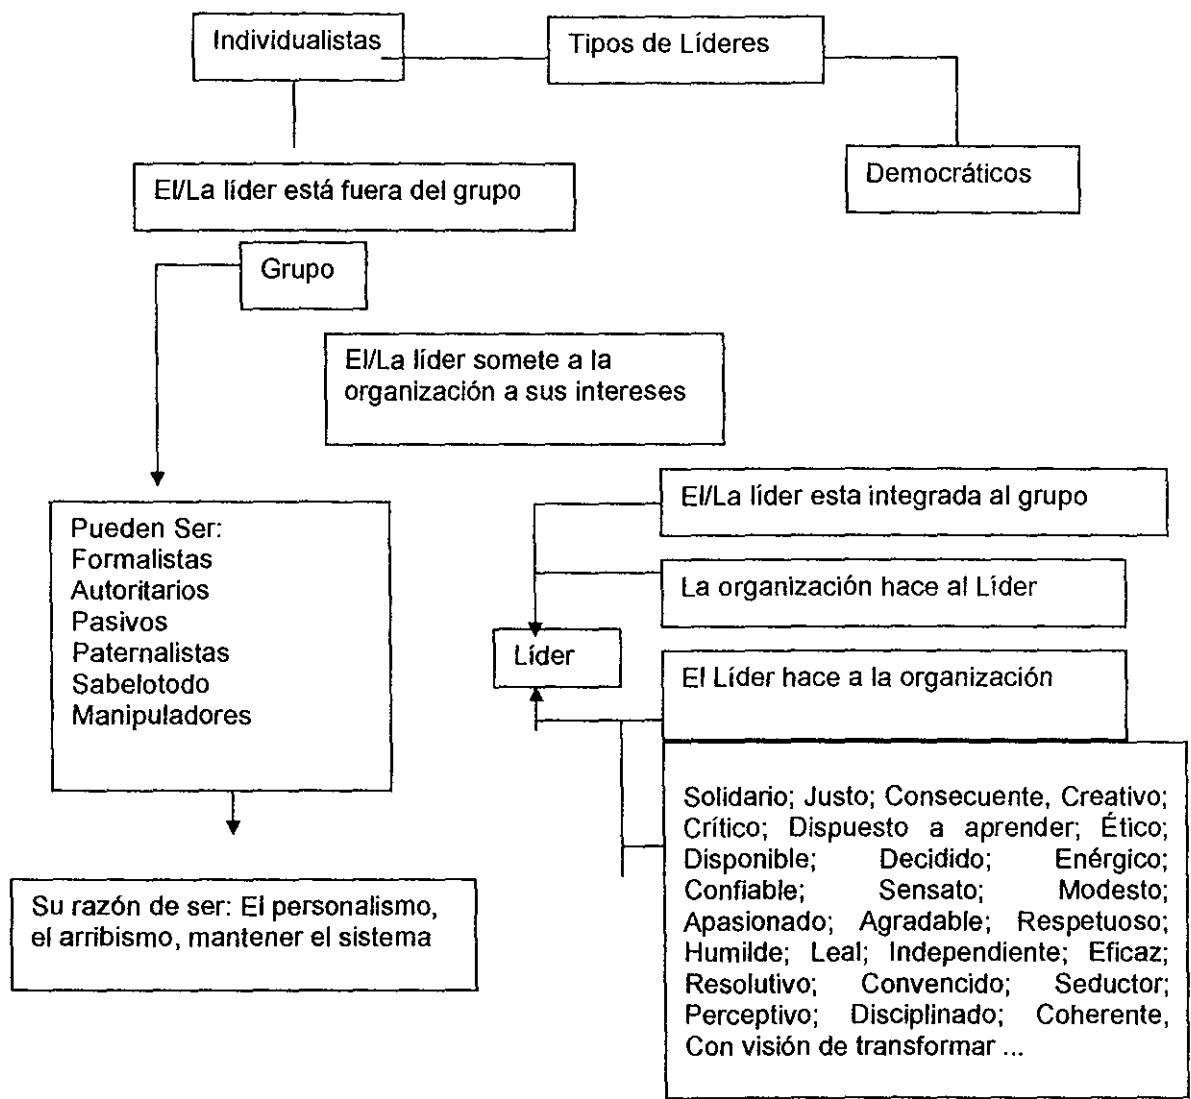 Individualistas
Tipos de Líderes
Democráticos
El/La líder está fuera del grupo
Grupo
El/La líder somete a la
organización a sus intereses
Pueden Ser:
Formalistas
Autoritarios
Pasivos
Paternalistas
Sabelotodo
Manipuladores
Su razón de ser: El personalismo,
el arribismo, mantener el sistema
El/La líder esta integrada al grupo
La organización hace al Líder
Líder
El Líder hace a la organización
Solidario; Justo; Consecuente, Creativo;
Crítico; Dispuesto a aprender; Ético;
Disponible; Decidido; Enérgico;
Confiable; Sensato; Modesto;
Apasionado; Agradable; Respetuoso;
Humilde; Leal; Independiente; Eficaz;
Resolutivo; Convencido; Seductor;
Perceptivo; Disciplinado; Coherente,
Con visión de transformar ...